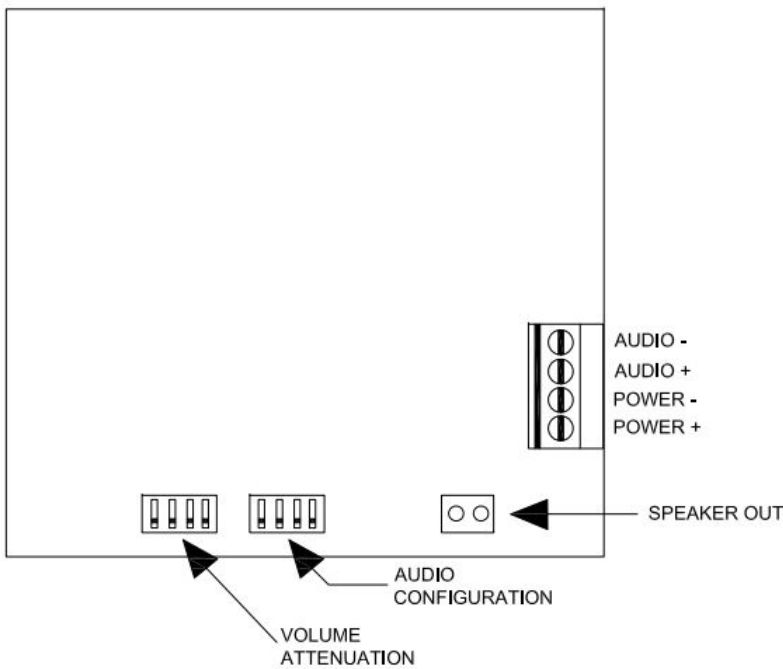 AUDIO -
AUDIO +
POWER -
POWER +
SPEAKER OUT
AUDIO
CONFIGURATION
VOLUME
ATTENUATION